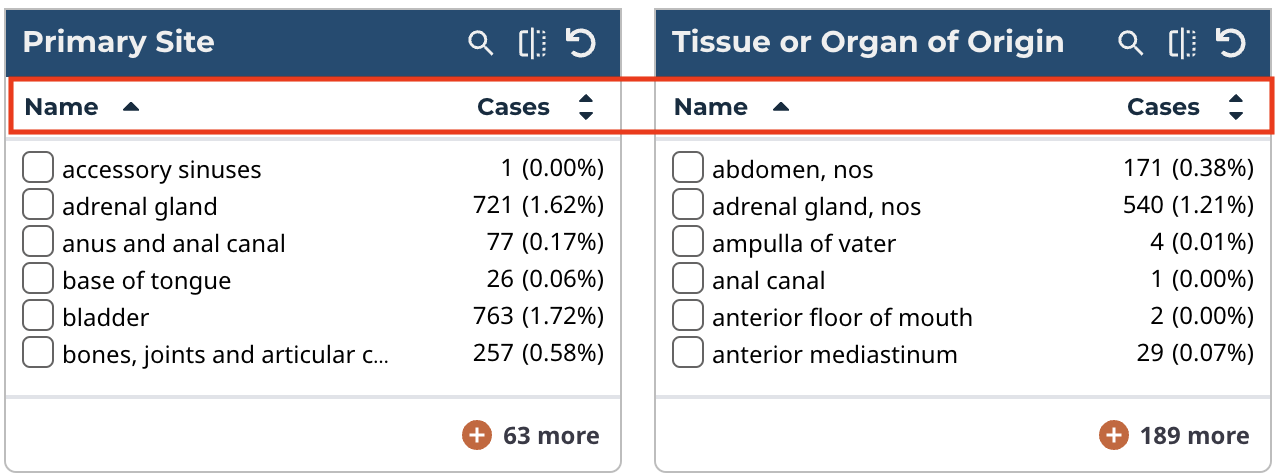 Primary Site
Name Cases
accessory sinuses 1 (0.00%)
adrenal gland 721 (1.62%)
anus and anal canal 77 (0.17%)
base of tongue 26 (0.06%)
bladder 763 (1.72%)
bones, joints and articular c... 257 (0.58%)
63 more
Tissue or Organ of Origin
Name Cases
abdomen, nos 171 (0.38%)
adrenal gland, nos 540 (1.21%)
ampulla of vater 4 (0.01%)
anal canal 1 (0.00%)
anterior floor of mouth 2 (0.00%)
anterior mediastinum 29 (0.07%)
189 more